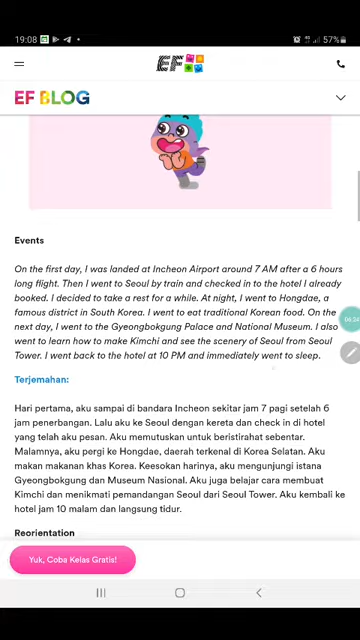 19:08
57%
EF
EF BLOG
Events
On the first day, I was landed at Incheon Airport around 7 AM after a 6 hours
long flight. Then I went to Seoul by train and checked in to the hotel I already
booked. I decided to take a rest for a while. At night, I went to Hongdae, a
famous district in South Korea. I went to eat traditional Korean food. On the
next day, I went to the Gyeongbokgung Palace and National Museum. I also
went to learn how to make Kimchi and see the scenery of Seoul from Seoul
Tower. I went back to the hotel at 10 PM and immediately went to sleep.
Terjemahan:
Hari pertama, aku sampai di bandara Incheon sekitar jam 7 pagi setelah 6
jam penerbangan. Lalu aku ke Seoul dengan kereta dan check in di hotel
yang telah aku pesan. Aku memutuskan untuk beristirahat sebentar.
Malamnya, aku pergi ke Hongdae, daerah terkenal di Korea Selatan. Aku
makan makanan khas Korea. Keesokan harinya, aku mengunjungi istana
Gyeongbokgung dan Museum Nasional. Aku juga belajar cara membuat
Kimchi dan menikmati pemandangan Seoul dari Seoul Tower. Aku kembali ke
hotel jam 10 malam dan langsung tidur.
Reorientation
Yuk, Coba Kelas Gratis!